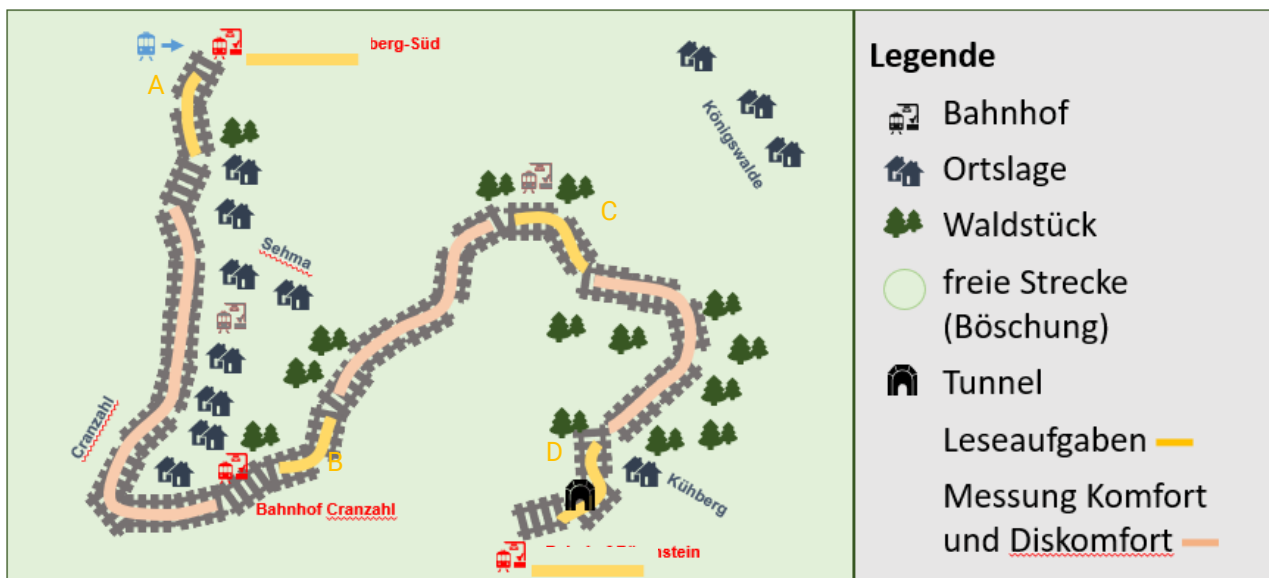 berg-Süd
A
Königswalde
C
Sehma
Cranzahl
B
D
Kühberg
Bahnhof Cranzahl
nstein
Legende
Bahnhof
Ortslage
Waldstück
freie Strecke
(Böschung)
Tunnel
Leseaufgaben
Messung Komfort
und Diskomfort